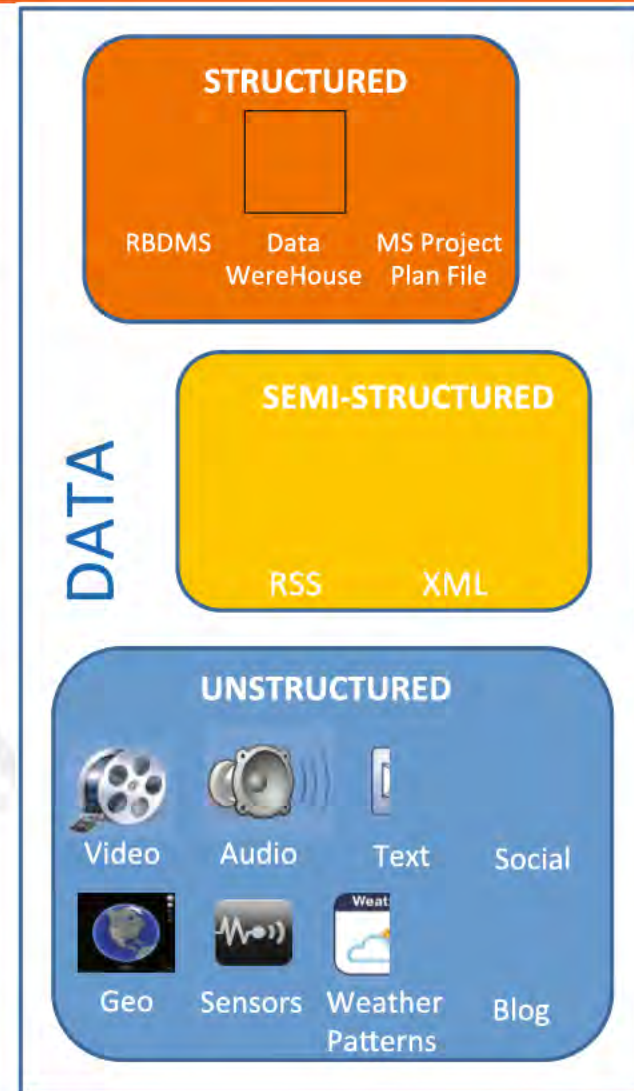 STRUCTURED
RBDMS Data MS Project
WereHouse Plan File
SEMI-STRUCTURED
RSS XML
DATA
UNSTRUCTURED
Video Audio Text Social
Weat
Geo Sensors Weather Blog
Patterns